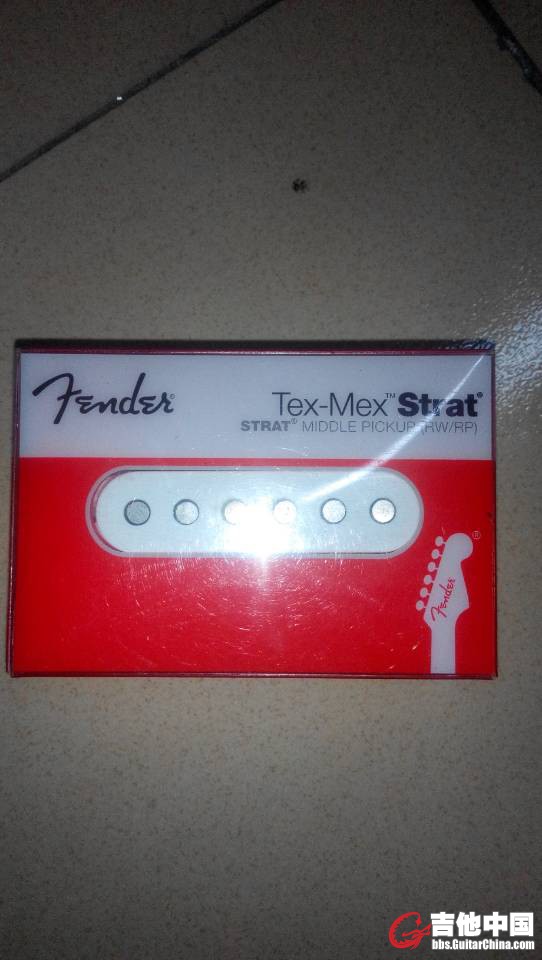 Fender®
Tex-Mex™ Strat®
STRAT® MIDDLE PICKUP (RW/RP)
Fender
®
吉他中国
bbs.GuitarChina.com